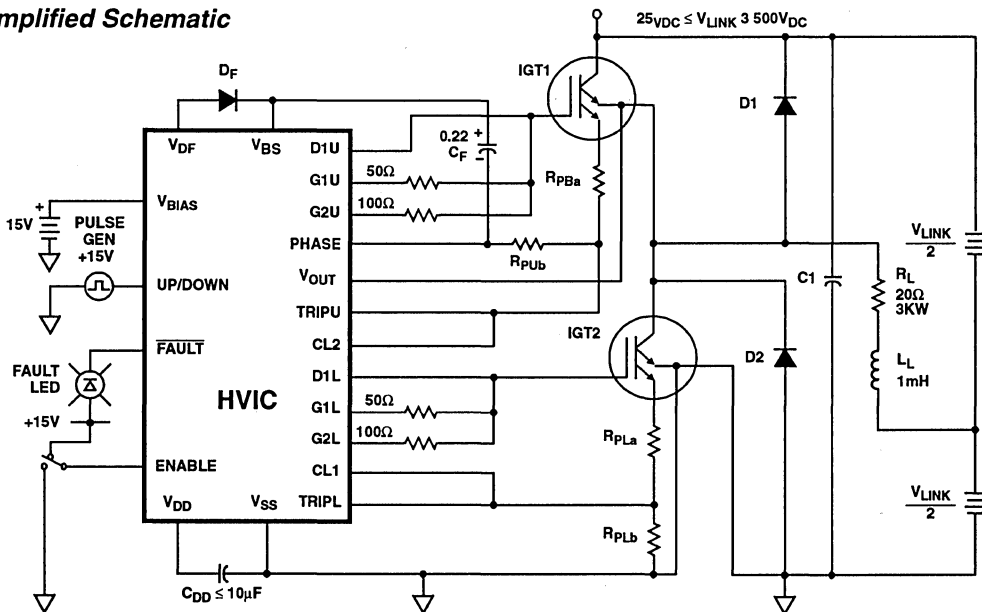 mplified Schematic
25VDC ≤ VLINK 3 500VDC
IGT1
DF
D1
VDF
VBS
D1U
0.22 +
CF
−
G1U
50Ω
RPBa
VBIAS
G2U
100Ω
+
15V
PULSE
GEN
+15V
PHASE
RPUb
VLINK
2
VOUT
C1
RL
20Ω
3KW
UP/DOWN
TRIPU
IGT2
FAULT
CL2
D2
LL
1mH
FAULT
LED
HVIC
D1L
G1L
50Ω
+15V
G2L
100Ω
RPLa
ENABLE
CL1
VDD
VSS
TRIPL
VLINK
2
RPLb
CDD ≤ 10µF